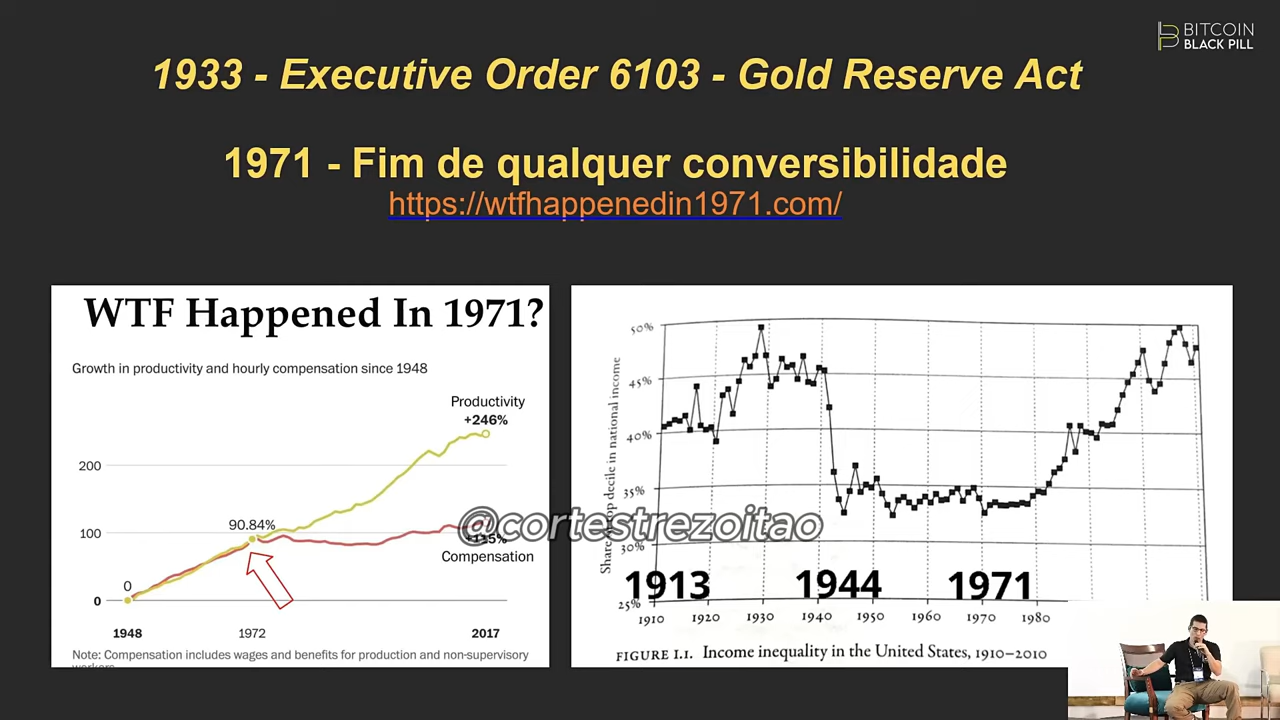 BITCOIN
BLACK PILL
1933 - Executive Order 6103 - Gold Reserve Act
1971 - Fim de qualquer conversibilidade
https://wtfhappenedin1971.com/
WTF Happened In 1971?
Growth in productivity and hourly compensation since 1948
Productivity
+246%
200
90.84%
100
+115%
Compensation
0
0
1948
1972
2017
Note: Compensation includes wages and benefits for production and non-supervisory
workers
@cortestrezoitao
50%
45%
40%
35%
30%
25%
Share of top decile in national income
1913
1944
1971
1910
1920
1930
1940
1950
1960
1970
1980
FIGURE I.1. Income inequality in the United States, 1910–2010